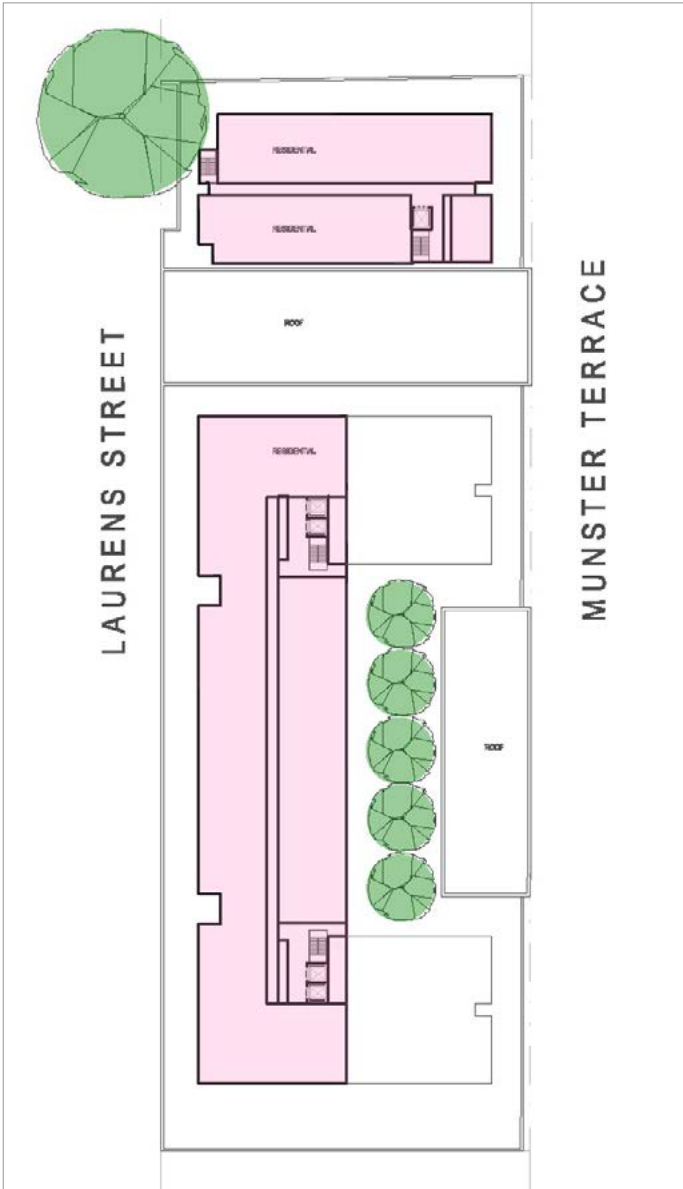 RESIDENTIAL
RESIDENTIAL
ROOF
LAURENS STREET
MUNSTER TERRACE
RESIDENTIAL
ROOF